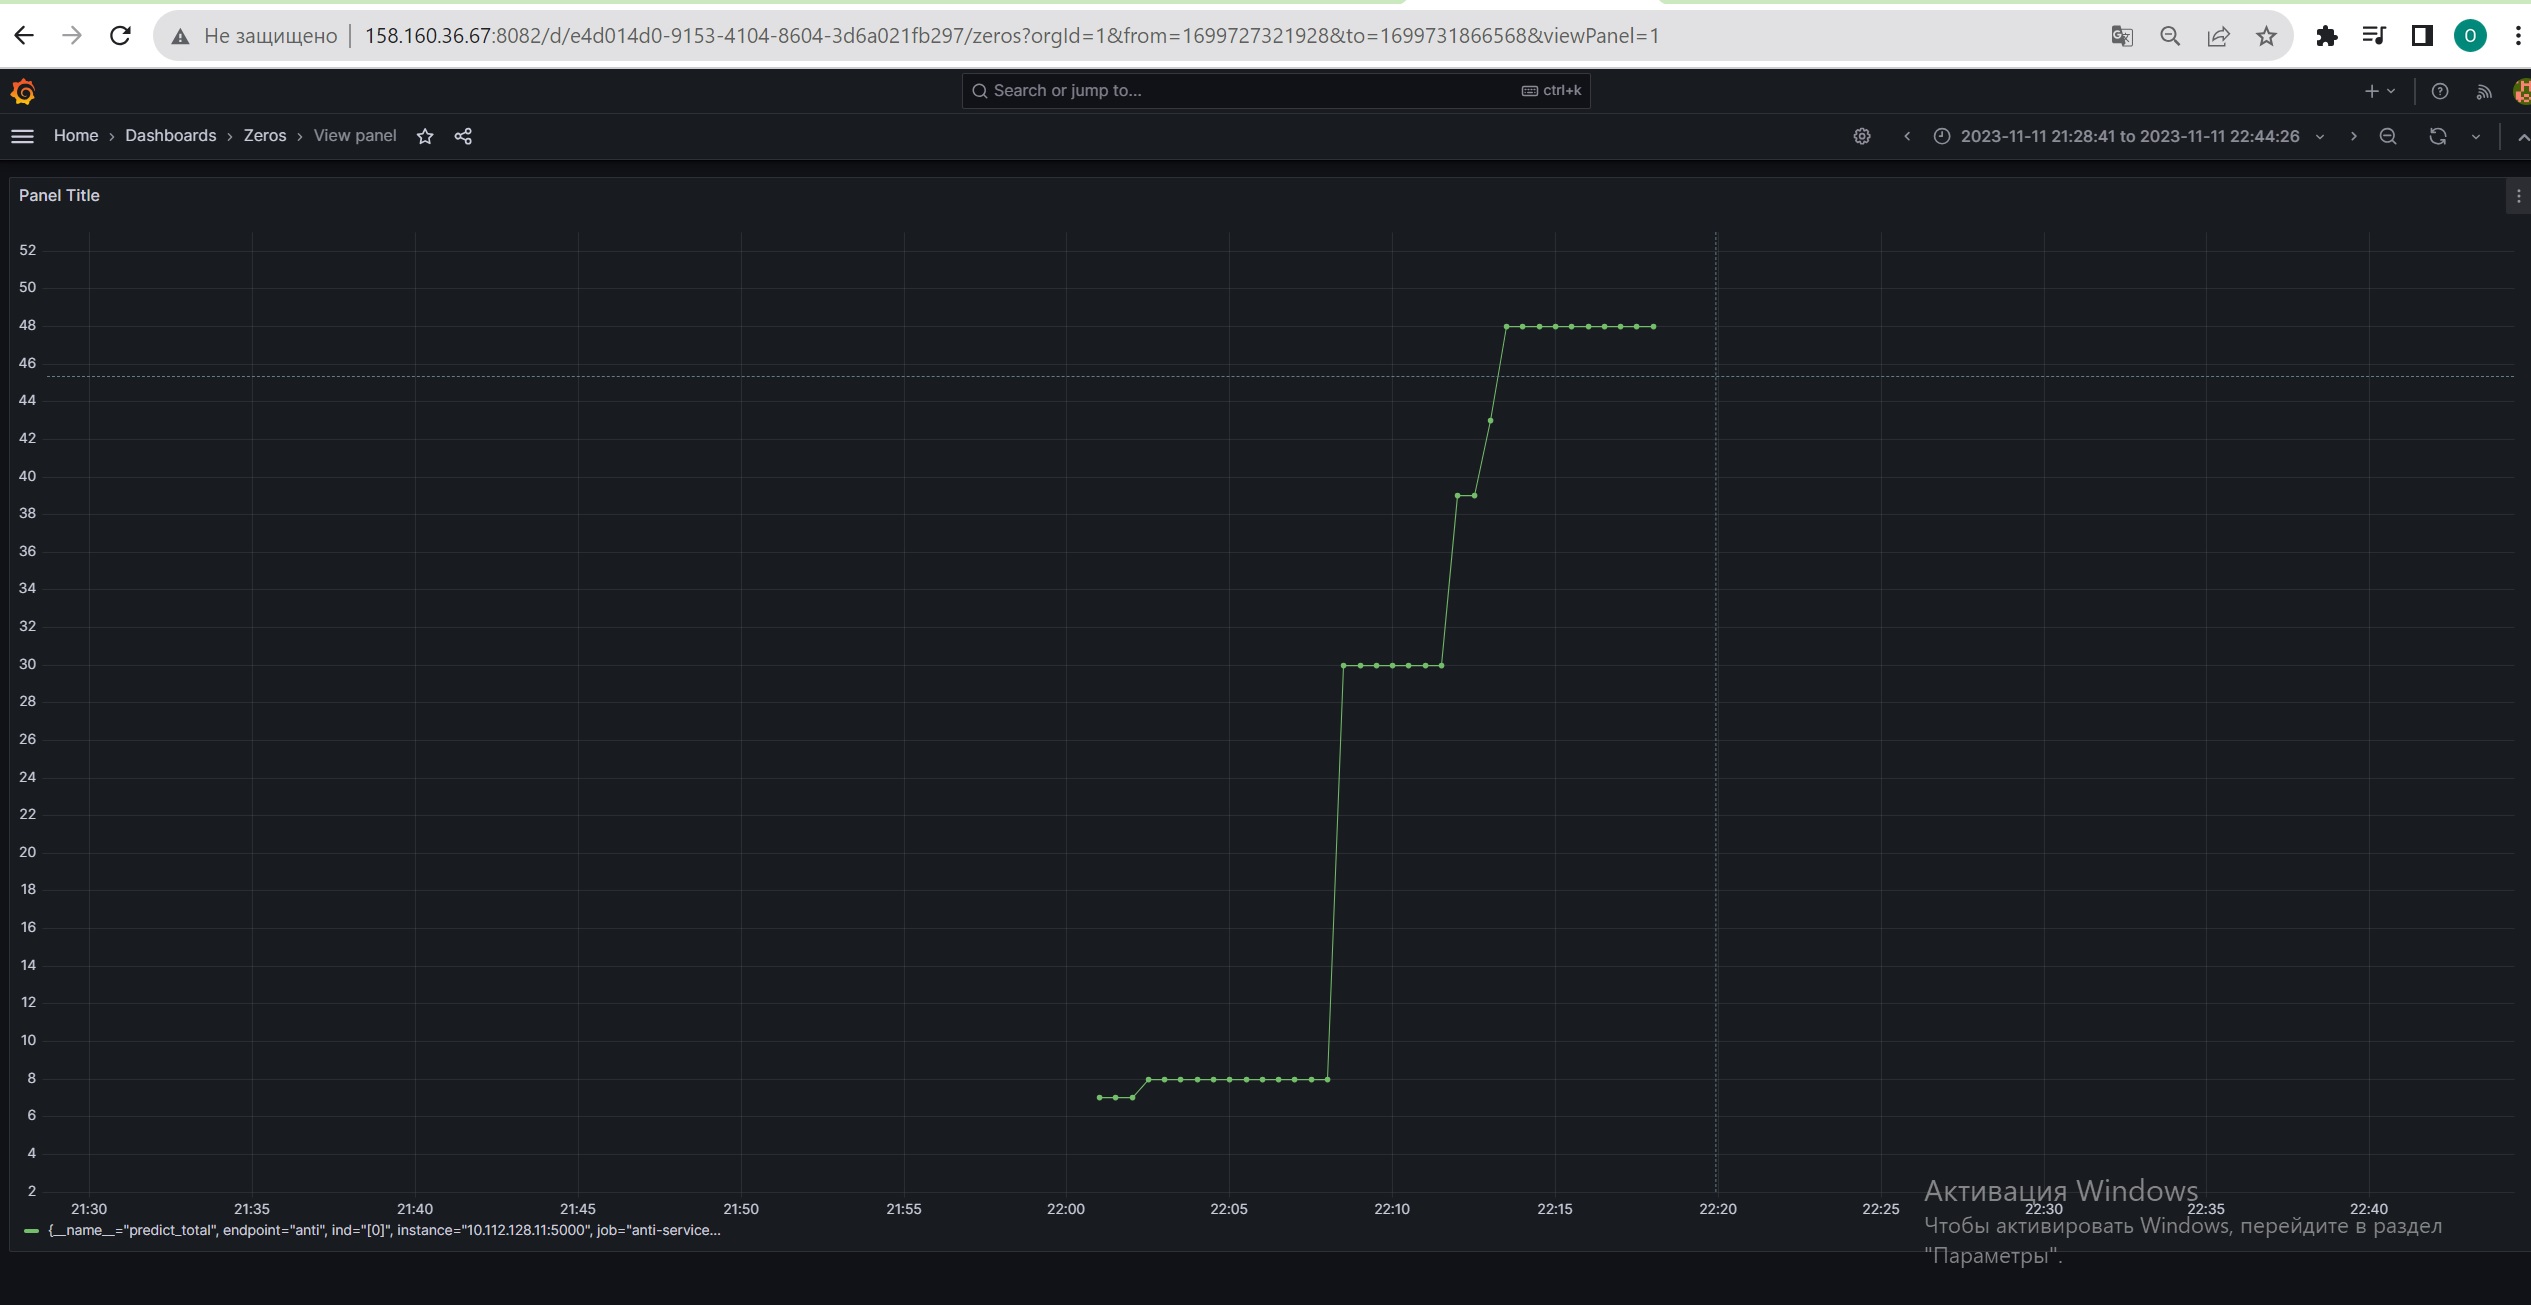 Не защищено 158.160.36.67:8082/d/e4d014d0-9153-4104-8604-3d6a021fb297/zeros?orgId=1&from=1699727321928&to=1699731866568&viewPanel=1 O
Search or jump to... ctrl+k
Home › Dashboards › Zeros › View panel 2023-11-11 21:28:41 to 2023-11-11 22:44:26
Panel Title
52
50
48
46
44
42
40
38
36
34
32
30
28
26
24
22
20
18
16
14
12
10
8
6
4
2
21:30 21:35 21:40 21:45 21:50 21:55 22:00 22:05 22:10 22:15 22:20 22:25 22:30 22:35 22:40
{__name__="predict_total", endpoint="anti", ind="[0]", instance="10.112.128.11:5000", job="anti-service...
Активация Windows
Чтобы активировать Windows, перейдите в раздел
"Параметры".